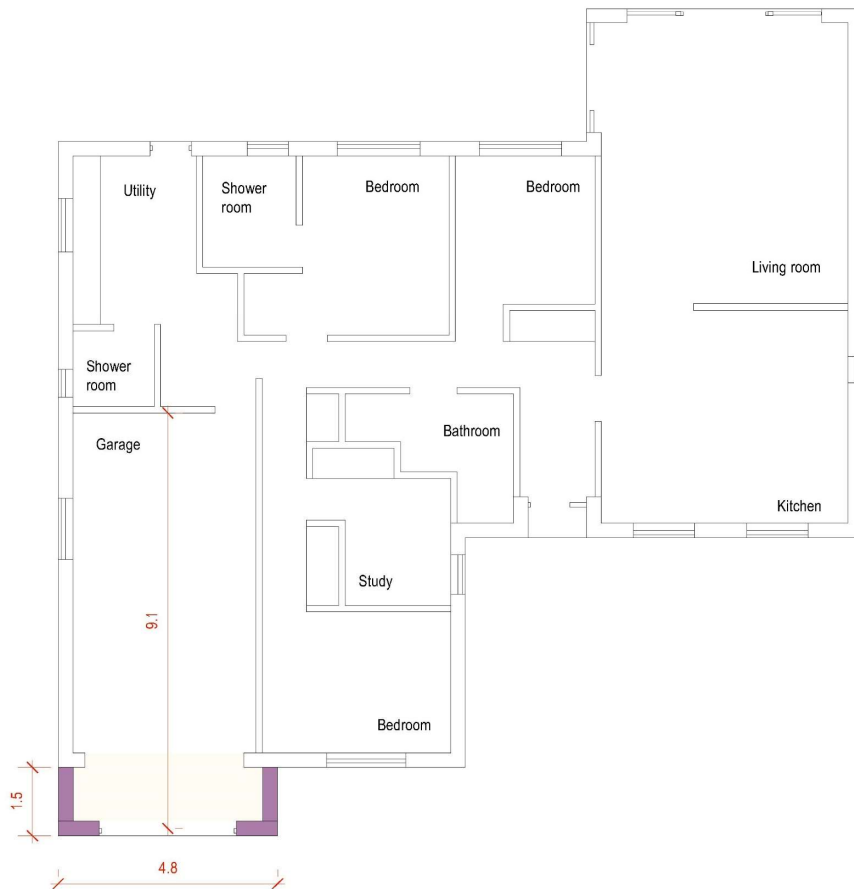 Utility
Shower
room
Bedroom
Bedroom
Living room
Shower
room
Bathroom
Garage
Kitchen
Study
9.1
Bedroom
1.5
4.8